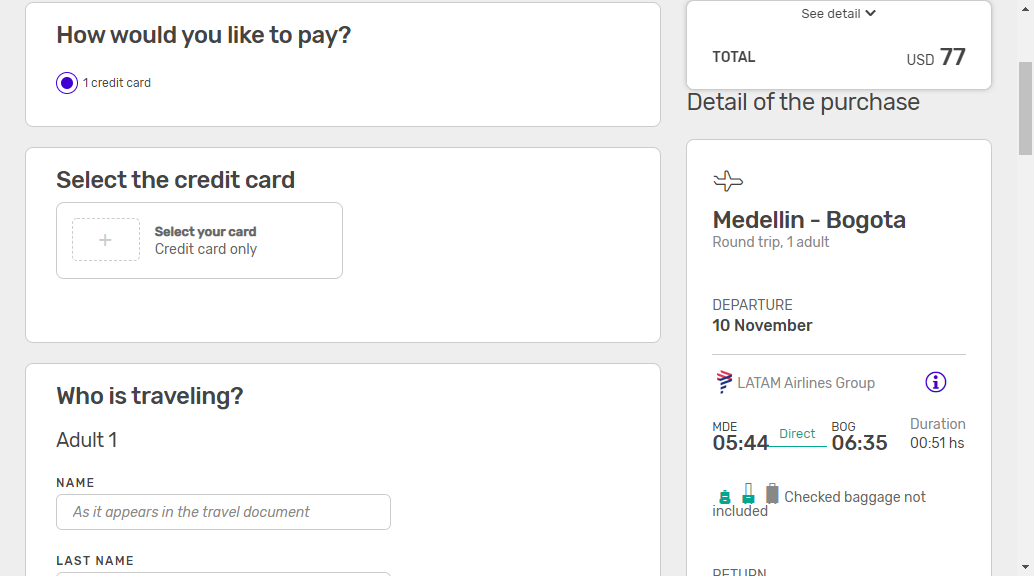 How would you like to pay?
1 credit card
Select the credit card
Select your card
Credit card only
Who is traveling?
Adult 1
NAME
As it appears in the travel document
LAST NAME
See detail
TOTAL
USD 77
Detail of the purchase
Medellin - Bogota
Round trip, 1 adult
DEPARTURE
10 November
LATAM Airlines Group
MDE
05:44
Direct
BOG
06:35
Duration
00:51 hs
Checked baggage not
included
RETURN